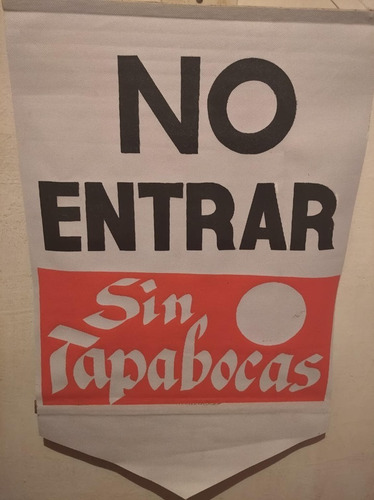 NO
ENTRAR
Sin
Tapabocas